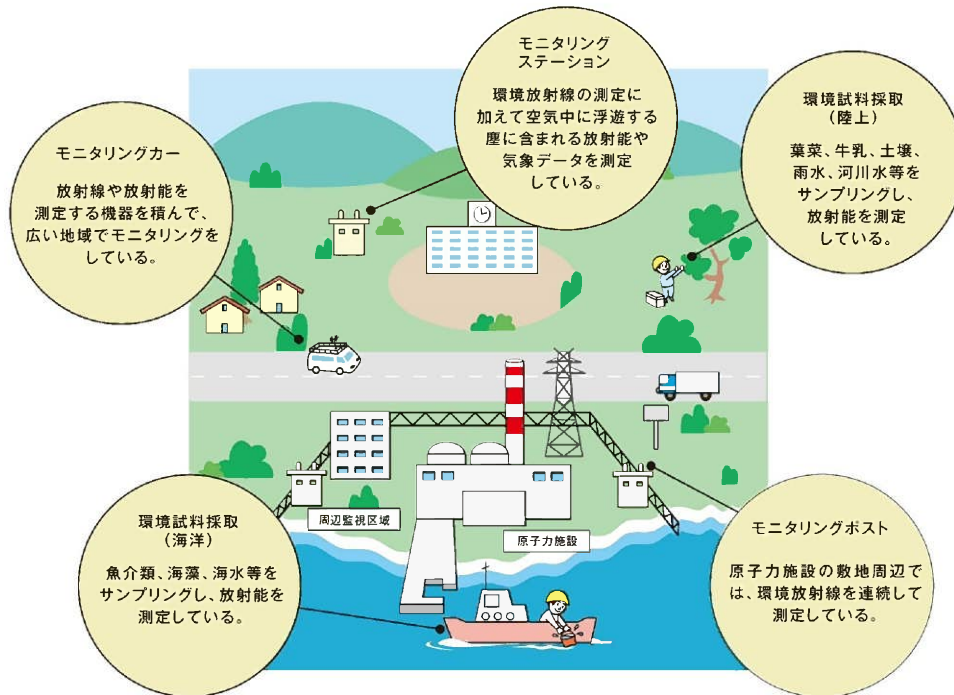 モニタリング
ステーション
環境放射線の測定に
加えて空気中に浮遊する
塵に含まれる放射能や
気象データを測定
している。
環境試料採取
(陸上)
葉菜、牛乳、土壌、
雨水、河川水等を
サンプリングし、
放射能を測定
している。
モニタリングカー
放射線や放射能を
測定する機器を積んで、
広い地域でモニタリングを
している。
周辺監視区域
原子力施設
環境試料採取
(海洋)
魚介類、海藻、海水等を
サンプリングし、放射能を
測定している。
モニタリングポスト
原子力施設の敷地周辺で
は、環境放射線を連続して
測定している。